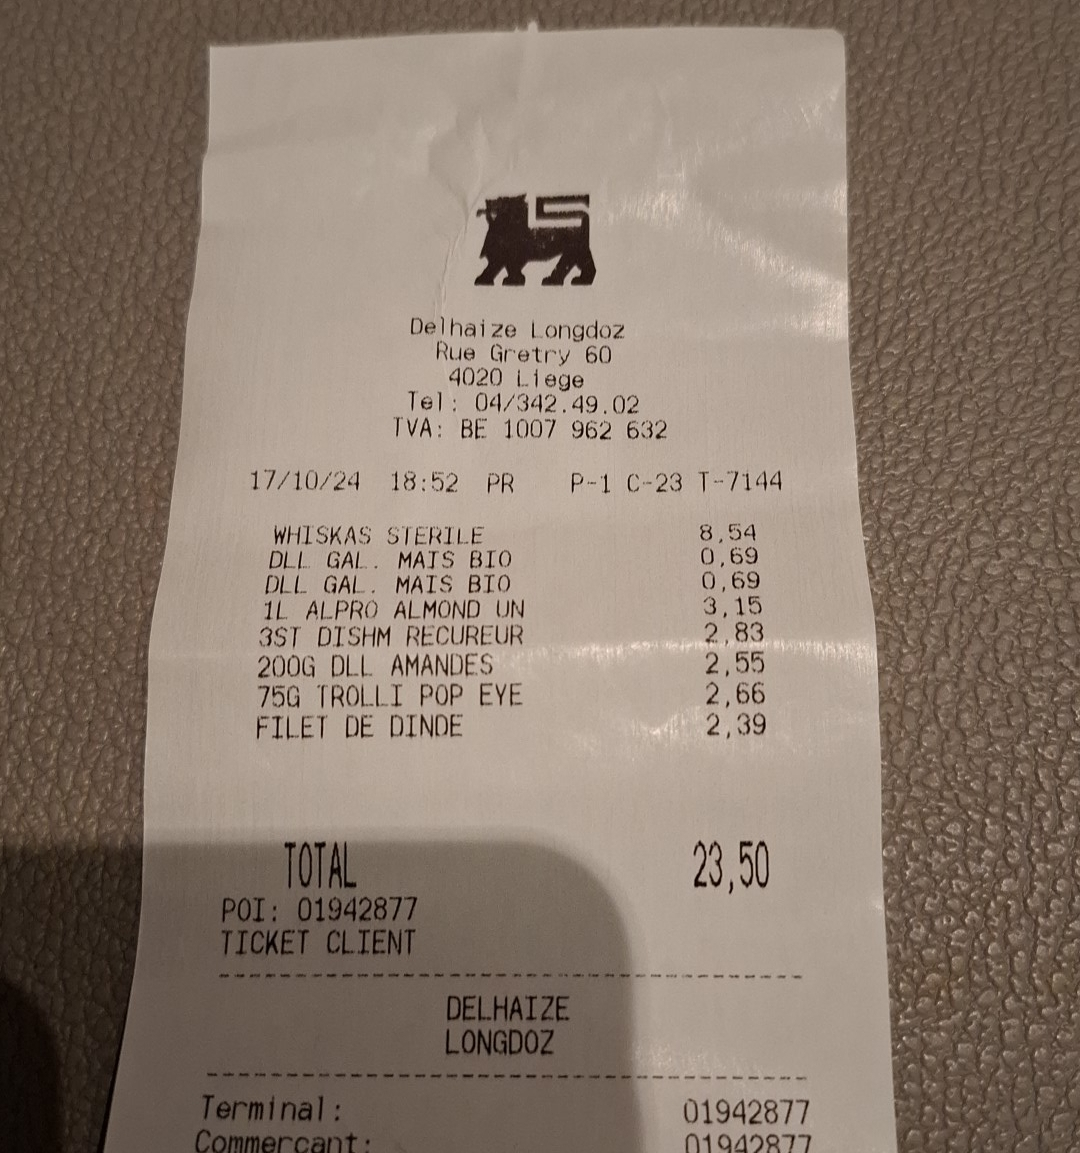 Delhaize Longdoz
Rue Gretry 60
4020 Liege
Tel: 04/342.49.02
TVA: BE 1007 962 632
17/10/24 18:52 PR P-1 C-23 T-7144
WHISKAS STERILE 8,54
DLL GAL. MAIS BIO 0,69
DLL GAL. MAIS BIO 0,69
1L ALPRO ALMOND UN 3,15
3ST DISHM RECUREUR 2,83
200G DLL AMANDES 2,55
75G TROLLI POP EYE 2,66
FILET DE DINDE 2,39
TOTAL 23,50
POI: 01942877
TICKET CLIENT
DELHAIZE
LONGDOZ
Terminal: 01942877
Commercant: 01942877